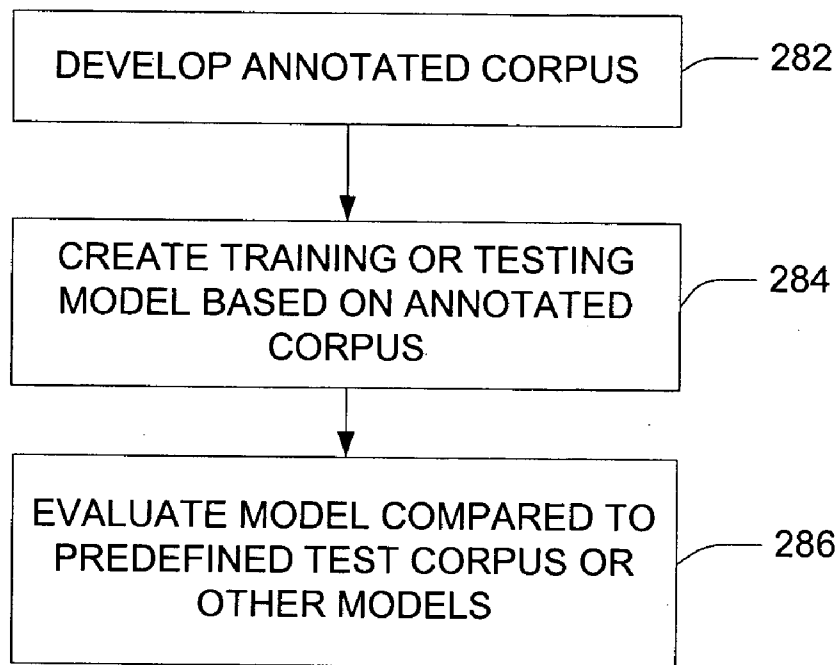 DEVELOP ANNOTATED CORPUS
282
CREATE TRAINING OR TESTING
MODEL BASED ON ANNOTATED
CORPUS
284
EVALUATE MODEL COMPARED TO
PREDEFINED TEST CORPUS OR
OTHER MODELS
286